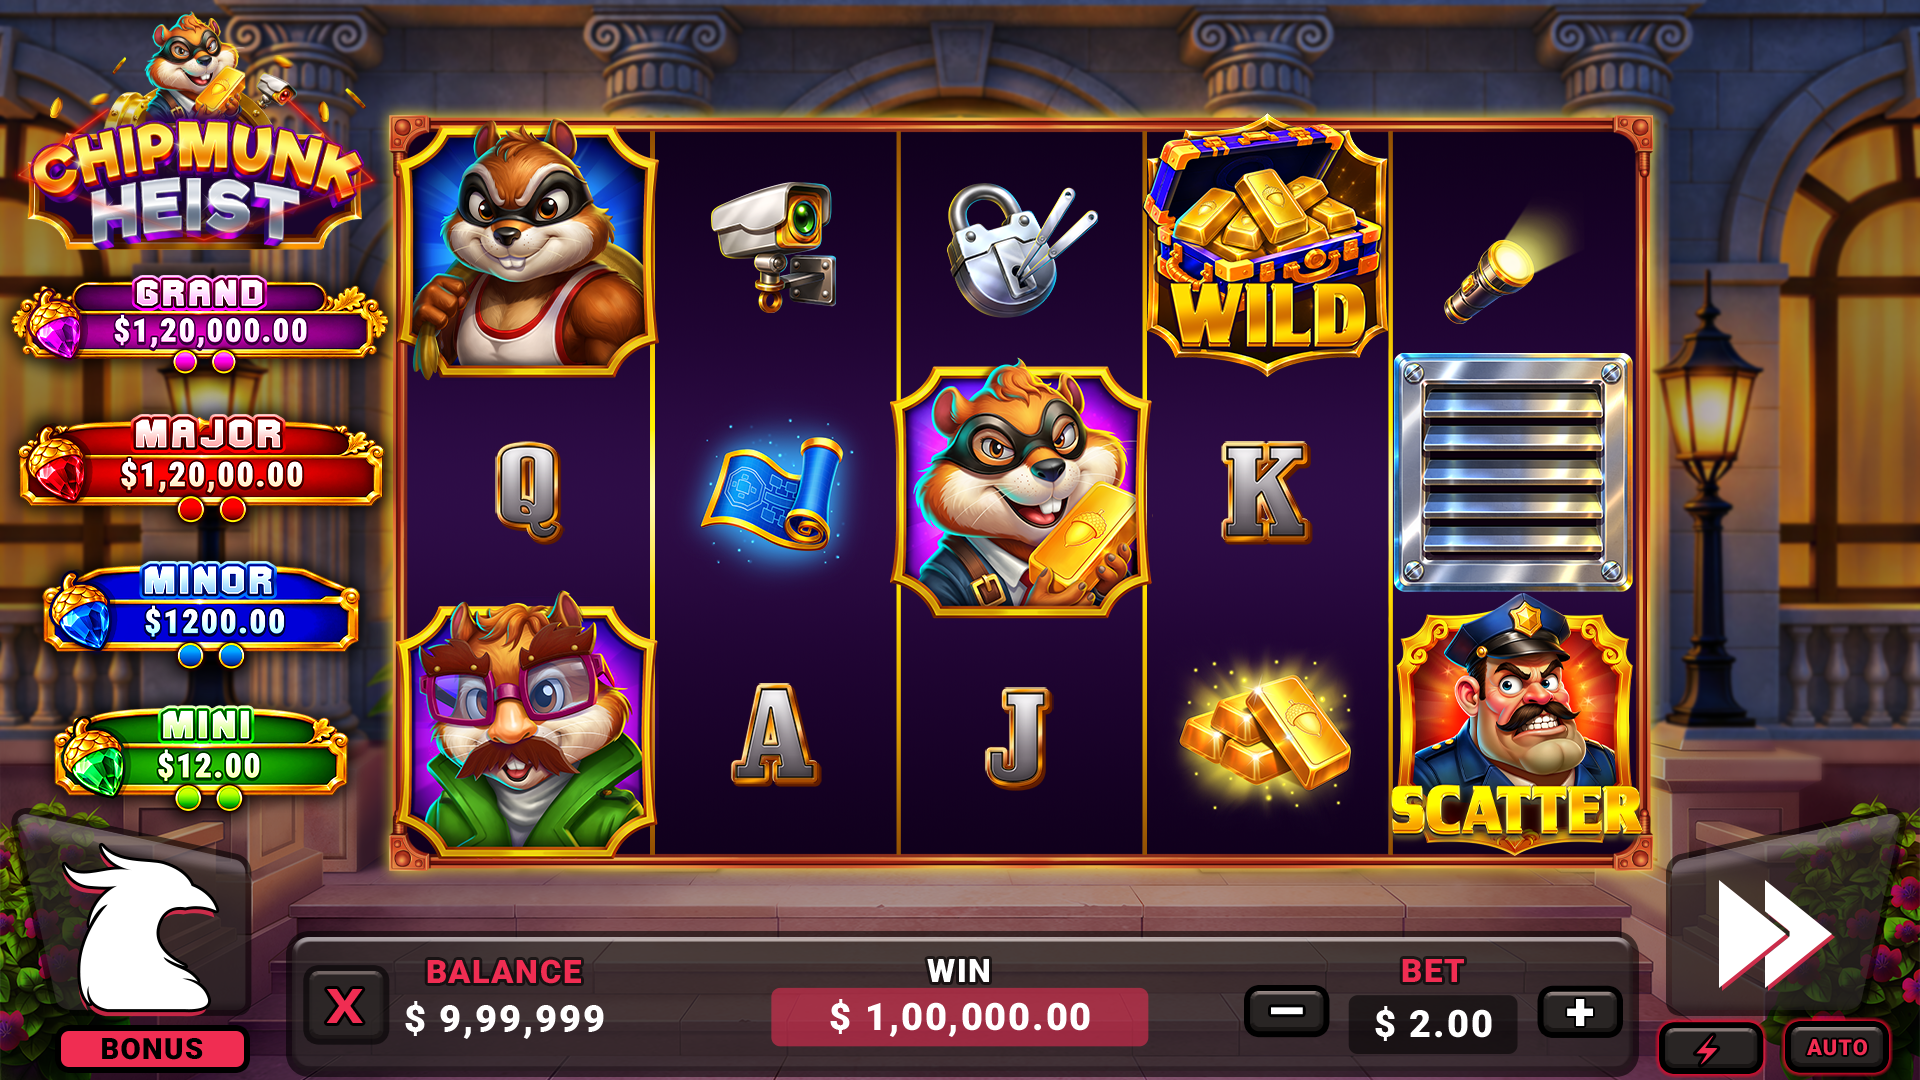 CHIPMUNK
HEIST
GRAND
$1,20,000.00
MAJOR
$1,20,00.00
MINOR
$1200.00
MINI
$12.00
WILD
Q
K
A
J
SCATTER
BONUS
X
BALANCE
$ 9,99,999
WIN
$ 1,00,000.00
BET
$ 2.00
AUTO